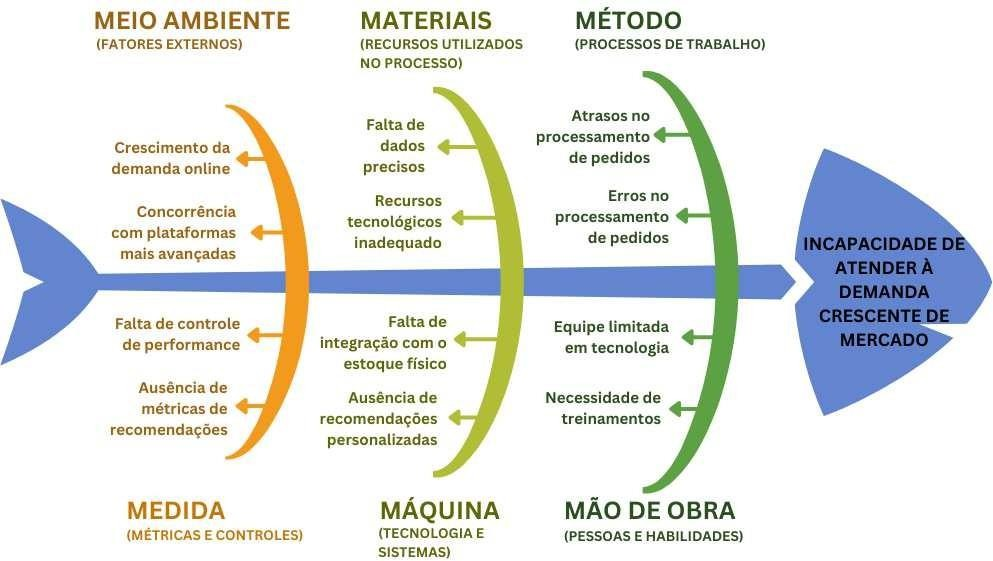 MEIO AMBIENTE
(FATORES EXTERNOS)
MATERIAIS
(RECURSOS UTILIZADOS
NO PROCESSO)
MÉTODO
(PROCESSOS DE TRABALHO)
Crescimento da
demanda online
Concorrência
com plataformas
mais avançadas
Falta de
dados
precisos
Recursos
tecnológicos
inadequado
Atrasos no
processamento
de pedidos
Erros no
processamento
de pedidos
INCAPACIDADE DE
ATENDER À
DEMANDA
CRESCENTE DE
MERCADO
Falta de controle
de performance
Ausência de
métricas de
recomendações
Falta de
integração com o
estoque físico
Ausência de
recomendações
personalizadas
Equipe limitada
em tecnologia
Necessidade de
treinamentos
MEDIDA
(MÉTRICAS E CONTROLES)
MÁQUINA
(TECNOLOGIA E
SISTEMAS)
MÃO DE OBRA
(PESSOAS E HABILIDADES)